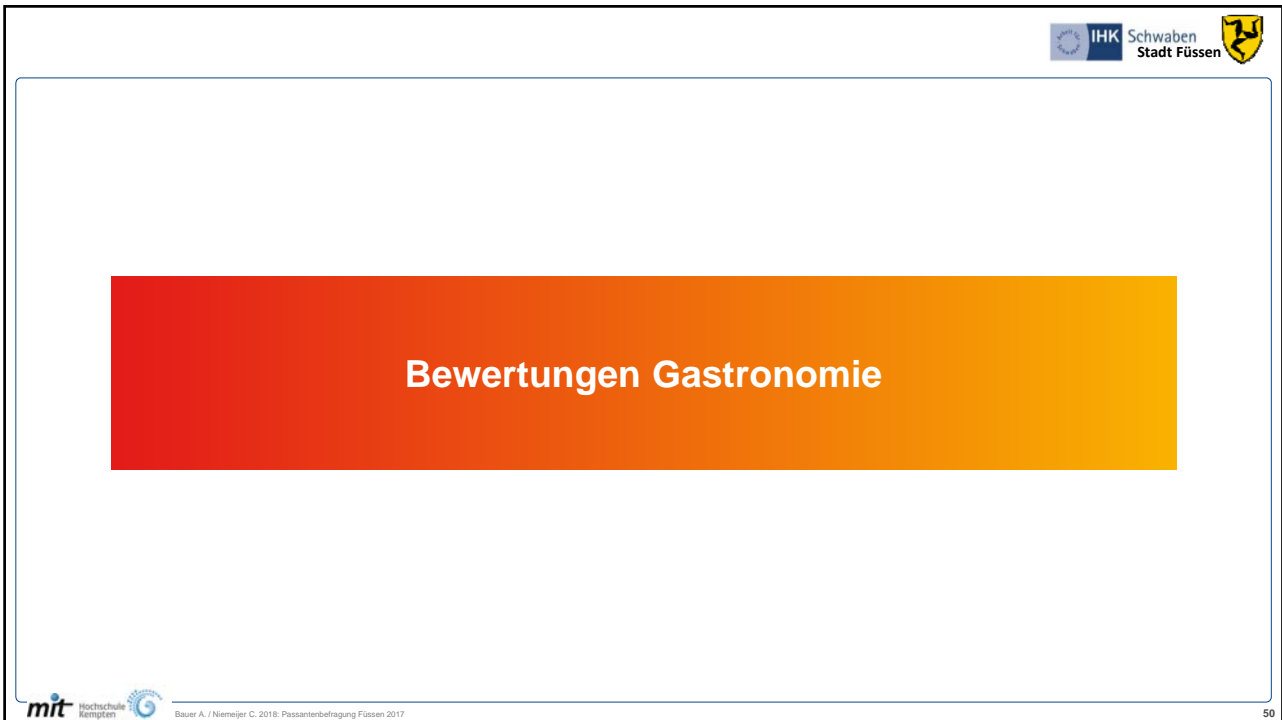 IHK Schwaben
Stadt Füssen
Bewertungen Gastronomie
mit Hochschule Kempten
Bauer A. / Niemeijer C. 2018: Passantenbefragung Füssen 2017
50